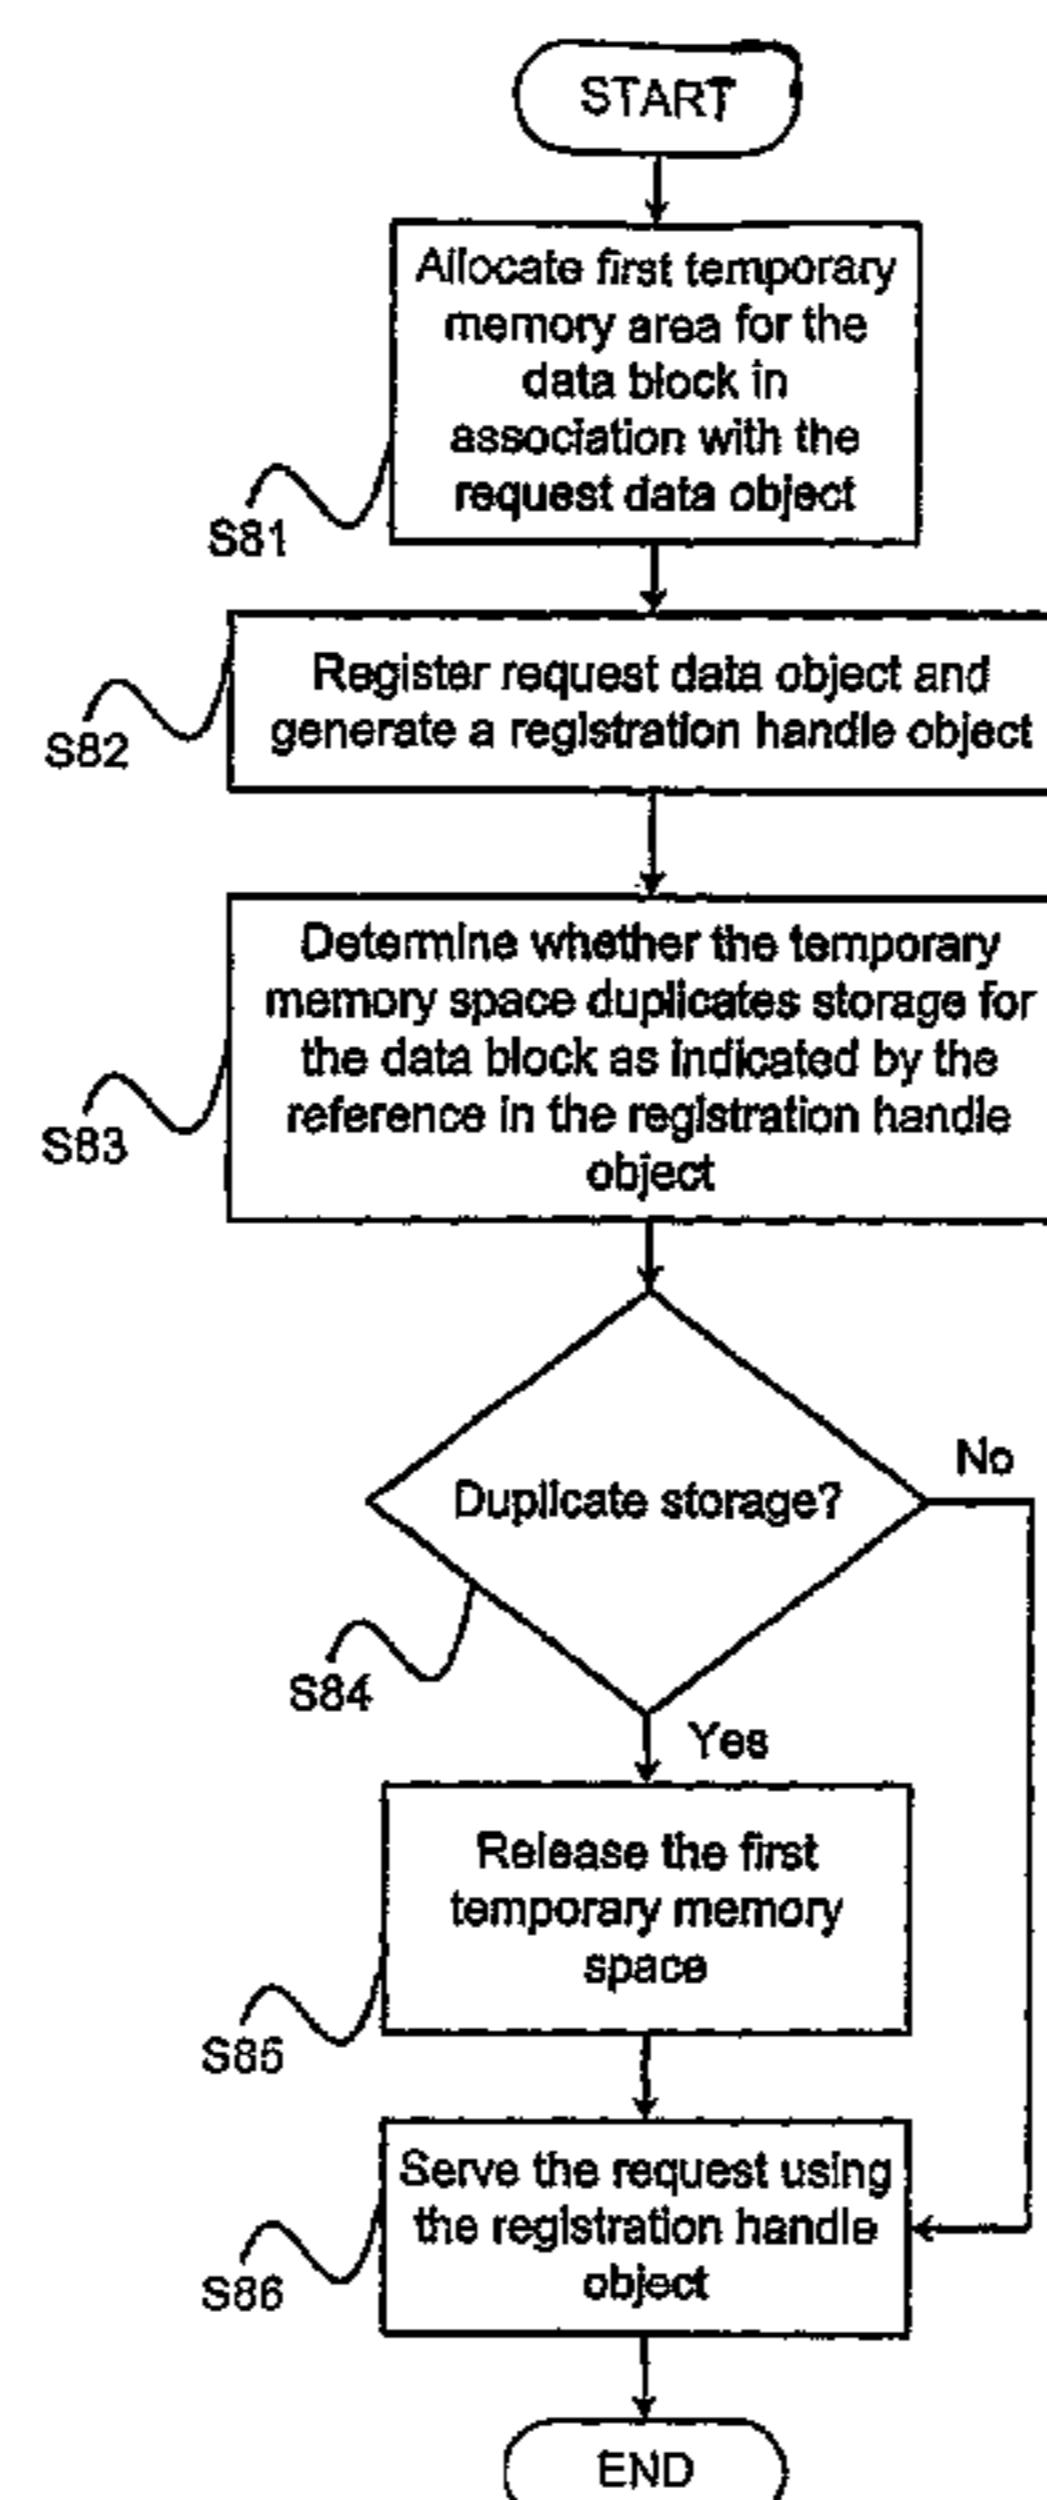 START
Allocate first temporary
memory area for the
data block in
association with the
request data object
S81
Register request data object and
generate a registration handle object
S82
Determine whether the temporary
memory space duplicates storage for
the data block as indicated by the
reference in the registration handle
object
S83
No
Duplicate storage?
S84
Yes
Release the first
temporary memory
space
S85
Serve the request using
the registration handle
object
S86
END